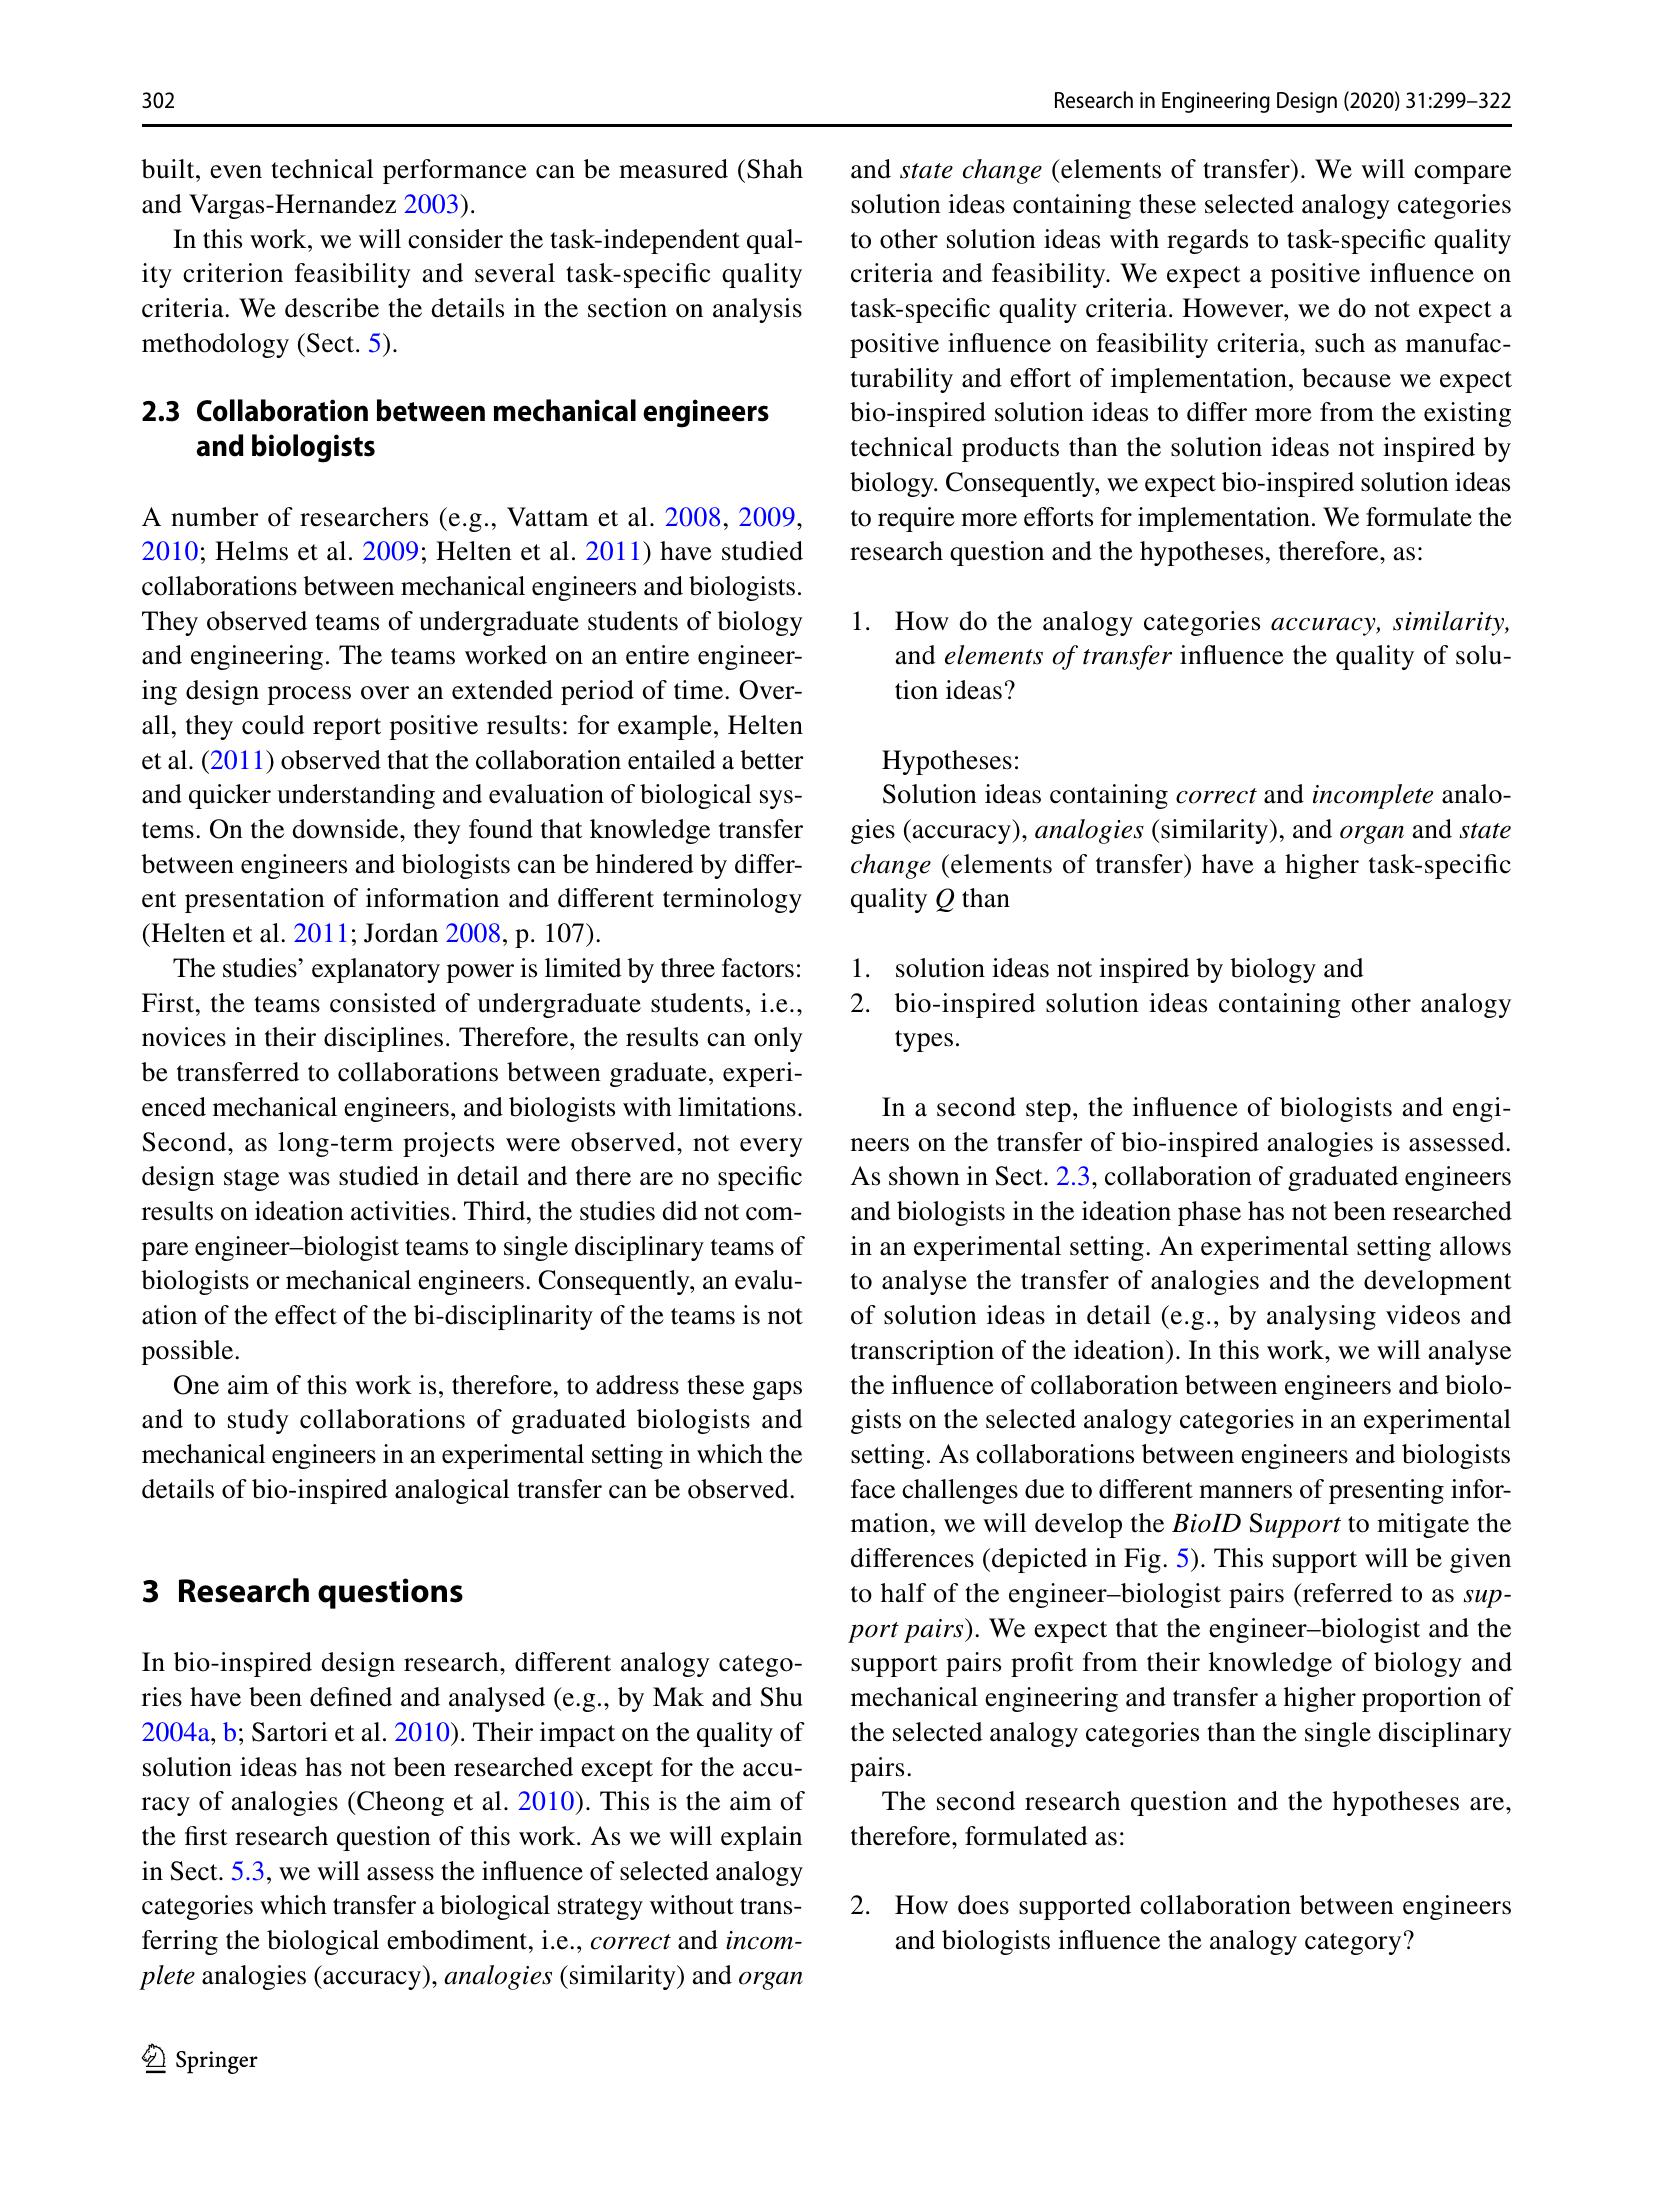 302
Research in Engineering Design (2020) 31:299–322
built, even technical performance can be measured (Shah
and Vargas-Hernandez 2003).
In this work, we will consider the task-independent qual-
ity criterion feasibility and several task-specific quality
criteria. We describe the details in the section on analysis
methodology (Sect. 5).
2.3 Collaboration between mechanical engineers
and biologists
A number of researchers (e.g., Vattam et al. 2008, 2009,
2010; Helms et al. 2009; Helten et al. 2011) have studied
collaborations between mechanical engineers and biologists.
They observed teams of undergraduate students of biology
and engineering. The teams worked on an entire engineer-
ing design process over an extended period of time. Over-
all, they could report positive results: for example, Helten
et al. (2011) observed that the collaboration entailed a better
and quicker understanding and evaluation of biological sys-
tems. On the downside, they found that knowledge transfer
between engineers and biologists can be hindered by differ-
ent presentation of information and different terminology
(Helten et al. 2011; Jordan 2008, p. 107).
The studies’ explanatory power is limited by three factors:
First, the teams consisted of undergraduate students, i.e.,
novices in their disciplines. Therefore, the results can only
be transferred to collaborations between graduate, experi-
enced mechanical engineers, and biologists with limitations.
Second, as long-term projects were observed, not every
design stage was studied in detail and there are no specific
results on ideation activities. Third, the studies did not com-
pare engineer–biologist teams to single disciplinary teams of
biologists or mechanical engineers. Consequently, an evalu-
ation of the effect of the bi-disciplinarity of the teams is not
possible.
One aim of this work is, therefore, to address these gaps
and to study collaborations of graduated biologists and
mechanical engineers in an experimental setting in which the
details of bio-inspired analogical transfer can be observed.
3 Research questions
In bio-inspired design research, different analogy catego-
ries have been defined and analysed (e.g., by Mak and Shu
2004a, b; Sartori et al. 2010). Their impact on the quality of
solution ideas has not been researched except for the accu-
racy of analogies (Cheong et al. 2010). This is the aim of
the first research question of this work. As we will explain
in Sect. 5.3, we will assess the influence of selected analogy
categories which transfer a biological strategy without trans-
ferring the biological embodiment, i.e., correct and incom-
plete analogies (accuracy), analogies (similarity) and organ
and state change (elements of transfer). We will compare
solution ideas containing these selected analogy categories
to other solution ideas with regards to task-specific quality
criteria and feasibility. We expect a positive influence on
task-specific quality criteria. However, we do not expect a
positive influence on feasibility criteria, such as manufac-
turability and effort of implementation, because we expect
bio-inspired solution ideas to differ more from the existing
technical products than the solution ideas not inspired by
biology. Consequently, we expect bio-inspired solution ideas
to require more efforts for implementation. We formulate the
research question and the hypotheses, therefore, as:
1. How do the analogy categories accuracy, similarity,
and elements of transfer influence the quality of solu-
tion ideas?
Hypotheses:
Solution ideas containing correct and incomplete analo-
gies (accuracy), analogies (similarity), and organ and state
change (elements of transfer) have a higher task-specific
quality Q than
1. solution ideas not inspired by biology and
2. bio-inspired solution ideas containing other analogy
types.
In a second step, the influence of biologists and engi-
neers on the transfer of bio-inspired analogies is assessed.
As shown in Sect. 2.3, collaboration of graduated engineers
and biologists in the ideation phase has not been researched
in an experimental setting. An experimental setting allows
to analyse the transfer of analogies and the development
of solution ideas in detail (e.g., by analysing videos and
transcription of the ideation). In this work, we will analyse
the influence of collaboration between engineers and biolo-
gists on the selected analogy categories in an experimental
setting. As collaborations between engineers and biologists
face challenges due to different manners of presenting infor-
mation, we will develop the BioID Support to mitigate the
differences (depicted in Fig. 5). This support will be given
to half of the engineer–biologist pairs (referred to as sup-
port pairs). We expect that the engineer–biologist and the
support pairs profit from their knowledge of biology and
mechanical engineering and transfer a higher proportion of
the selected analogy categories than the single disciplinary
pairs.
The second research question and the hypotheses are,
therefore, formulated as:
2. How does supported collaboration between engineers
and biologists influence the analogy category?
Springer